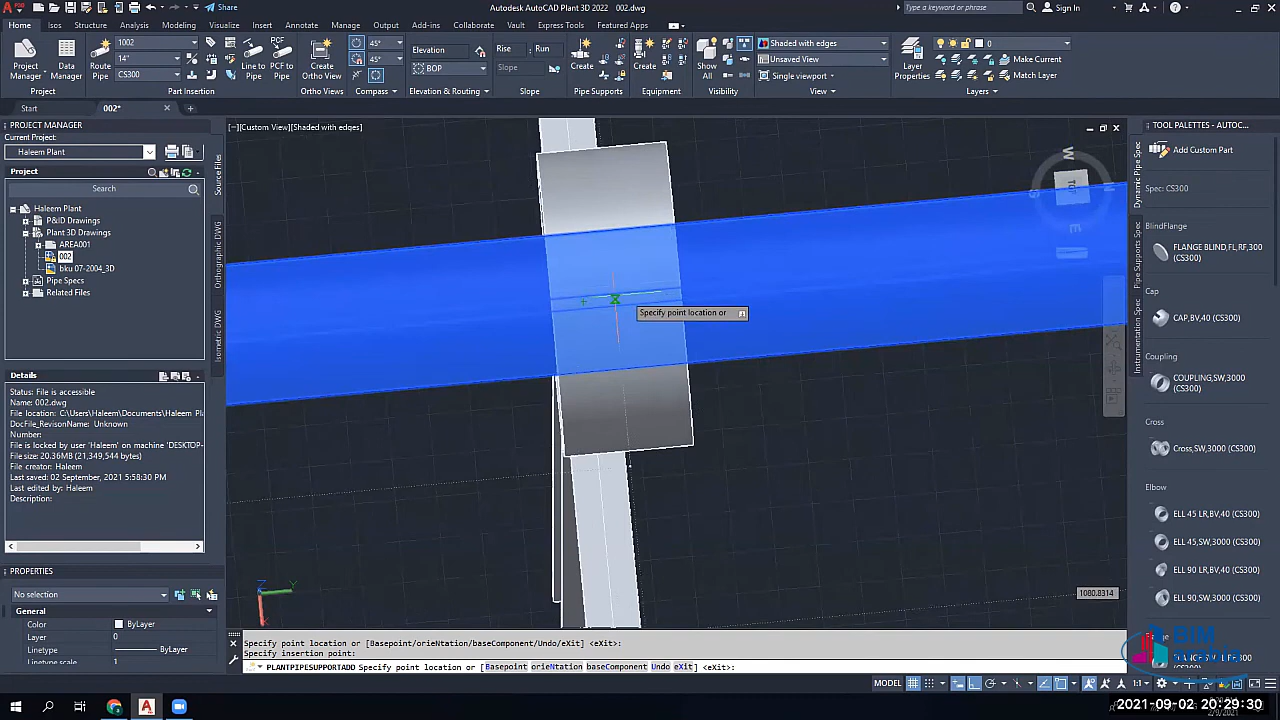 Share
Autodesk AutoCAD Plant 3D 2022 002.dwg
Type a keyword or phrase
Sign In
Home Insert Annotate Manage Output Add-ins Collaborate Vault Express Tools Featured Apps
Iso Structure Analysis Modeling Visualize
Project Manager
Data Manager
Project
Route Pipe
1002
14"
CS300
Part Insertion
Line to Pipe
PCF to Pipe
Create Ortho View
Ortho Views
45°
45°
Compass
Elevation
BOP
Elevation & Routing
Rise
Run
Slope
Slope
Create
Pipe Supports
Create
Equipment
Show All
Visibility
Shaded with edges
Unsaved View
Single viewport
View
Layer Properties
0
Make Current
Match Layer
Layers
Start
002*
PROJECT MANAGER
Current Project:
Haleem Plant
Project
Search
Haleem Plant
P&ID Drawings
Plant 3D Drawings
AREA001
002
bku 07-2004_3D
Pipe Specs
Related Files
Source Files
Orthographic DWG
Isometric DWG
Details
Status: File is accessible
Name: 002.dwg
File location: C:\Users\Haleem\Documents\Haleem Pl
DocFile_RevisonName: Unknown
Number:
File is locked by user 'Haleem' on machine 'DESKTOP-
File size: 20.36MB (21,349,544 bytes)
File creator: Haleem
Last saved: 02 September, 2021 5:58:30 PM
Last edited by: Haleem
Description:
PROPERTIES
No selection
General
Color ByLayer
Layer 0
Linetype ByLayer
Linetype scale 1
[−][Custom View][Shaded with edges]
W
S
N
TOP
E
Specify point location or
1080.8314
Z
Y
Specify point location or [Basepoint/orieNtation/baseComponent/Undo/eXit] <eXit>:
Specify insertion point:
PLANTPIPESUPPORTADD Specify point location or [Basepoint orieNtation baseComponent Undo eXit] <eXit>:
TOOL PALETTES - AUTOC...
Dynamic Pipe Spec
Pipe Supports Spec
Instrumentation Spec
Add Custom Part
Spec: CS300
BlindFlange
FLANGE BLIND,FL,RF,300 (CS300)
Cap
CAP,BV,40 (CS300)
Coupling
COUPLING,SW,3000 (CS300)
Cross
Cross,SW,3000 (CS300)
Elbow
ELL 45 LR,BV,40 (CS300)
ELL 45,SW,3000 (CS300)
ELL 90 LR,BV,40 (CS300)
ELL 90,SW,3000 (CS300)
BIM
MODEL
1:1
2021-09-02 20:29:30